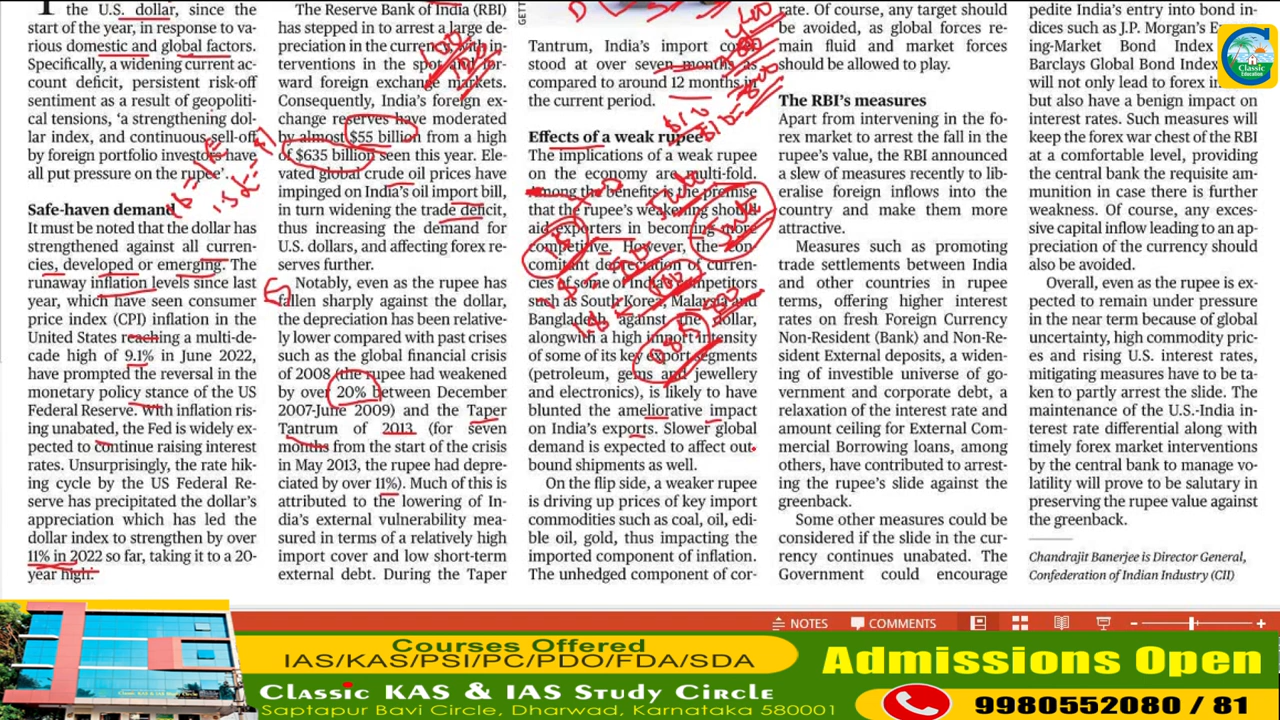 the U.S. dollar, since the
start of the year, in response to va-
rious domestic and global factors.
Specifically, a widening current ac-
count deficit, persistent risk-off
sentiment as a result of geopoliti-
cal tensions, ‘a strengthening dol-
lar index, and continuous sell-off
by foreign portfolio investors have
all put pressure on the rupee’.
Safe-haven demand
It must be noted that the dollar has
strengthened against all curren-
cies, developed or emerging. The
runaway inflation levels since last
year, which have seen consumer
price index (CPI) inflation in the
United States reaching a multi-de-
cade high of 9.1% in June 2022,
have prompted the reversal in the
monetary policy stance of the US
Federal Reserve. With inflation ris-
ing unabated, the Fed is widely ex-
pected to continue raising interest
rates. Unsurprisingly, the rate hik-
ing cycle by the US Federal Re-
serve has precipitated the dollar’s
appreciation which has led the
dollar index to strengthen by over
11% in 2022 so far, taking it to a 20-
year high.
The Reserve Bank of India (RBI)
has stepped in to arrest a large de-
preciation in the currency with in-
terventions in the spot and for-
ward foreign exchange markets.
Consequently, India’s foreign ex-
change reserves have moderated
by almost $55 billion from a high
of $635 billion seen this year. Ele-
vated global crude oil prices have
impinged on India’s oil import bill,
in turn widening the trade deficit,
thus increasing the demand for
U.S. dollars, and affecting forex re-
serves further.
Notably, even as the rupee has
fallen sharply against the dollar,
the depreciation has been relative-
ly lower compared with past crises
such as the global financial crisis
of 2008 (the rupee had weakened
by over 20% between December
2007-June 2009) and the Taper
Tantrum of 2013 (for seven
months from the start of the crisis
in May 2013, the rupee had depre-
ciated by over 11%). Much of this is
attributed to the lowering of In-
dia’s external vulnerability mea-
sured in terms of a relatively high
import cover and low short-term
external debt. During the Taper
Tantrum, India’s import cover
stood at over seven months as
compared to around 12 months in
the current period.
Effects of a weak rupee
The implications of a weak rupee
on the economy are multi-fold.
Among the benefits is the premise
that the rupee’s weakening should
aid exporters in becoming more
competitive. However, the con-
comitant depreciation of curren-
cies of some of India’s competitors
such as South Korea, Malaysia and
Bangladesh against the dollar,
alongwith a high import intensity
of some of its key export segments
(petroleum, gems and jewellery
and electronics), is likely to have
blunted the ameliorative impact
on India’s exports. Slower global
demand is expected to affect out-
bound shipments as well.
On the flip side, a weaker rupee
is driving up prices of key import
commodities such as coal, oil, edi-
ble oil, gold, thus impacting the
imported component of inflation.
The unhedged component of cor-
rate. Of course, any target should
be avoided, as global forces re-
main fluid and market forces
should be allowed to play.
The RBI’s measures
Apart from intervening in the fo-
rex market to arrest the fall in the
rupee’s value, the RBI announced
a slew of measures recently to lib-
eralise foreign inflows into the
country and make them more
attractive.
Measures such as promoting
trade settlements between India
and other countries in rupee
terms, offering higher interest
rates on fresh Foreign Currency
Non-Resident (Bank) and Non-Re-
sident External deposits, a widen-
ing of investible universe of go-
vernment and corporate debt, a
relaxation of the interest rate and
amount ceiling for External Com-
mercial Borrowing loans, among
others, have contributed to arrest-
ing the rupee’s slide against the
greenback.
Some other measures could be
considered if the slide in the cur-
rency continues unabated. The
Government could encourage
pedite India’s entry into bond in-
dices such as J.P. Morgan’s
ing-Market Bond Index
Barclays Global Bond Index
will not only lead to forex
but also have a benign impact on
interest rates. Such measures will
keep the forex war chest of the RBI
at a comfortable level, providing
the central bank the requisite am-
munition in case there is further
weakness. Of course, any exces-
sive capital inflow leading to an ap-
preciation of the currency should
also be avoided.
Overall, even as the rupee is ex-
pected to remain under pressure
in the near term because of global
uncertainty, high commodity pric-
es and rising U.S. interest rates,
mitigating measures have to be ta-
ken to partly arrest the slide. The
maintenance of the U.S.-India in-
terest rate differential along with
timely forex market interventions
by the central bank to manage vo-
latility will prove to be salutary in
preserving the rupee value against
the greenback.
Chandrajit Banerjee is Director General,
Confederation of Indian Industry (CII)
Classic
Education
NOTES
COMMENTS
Courses Offered
IAS/KAS/PSI/PC/PDO/FDA/SDA
Classic KAS & IAS Study Circle
Saptapur Bavi Circle, Dharwad, Karnataka 580001
Admissions Open
9980552080 / 81